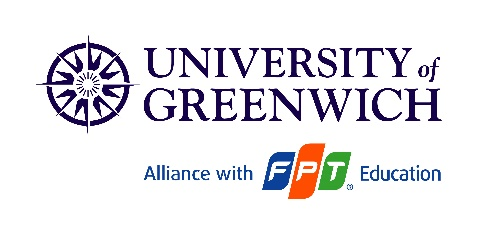 UNIVERSITY of
GREENWICH
Alliance with FPT® Education